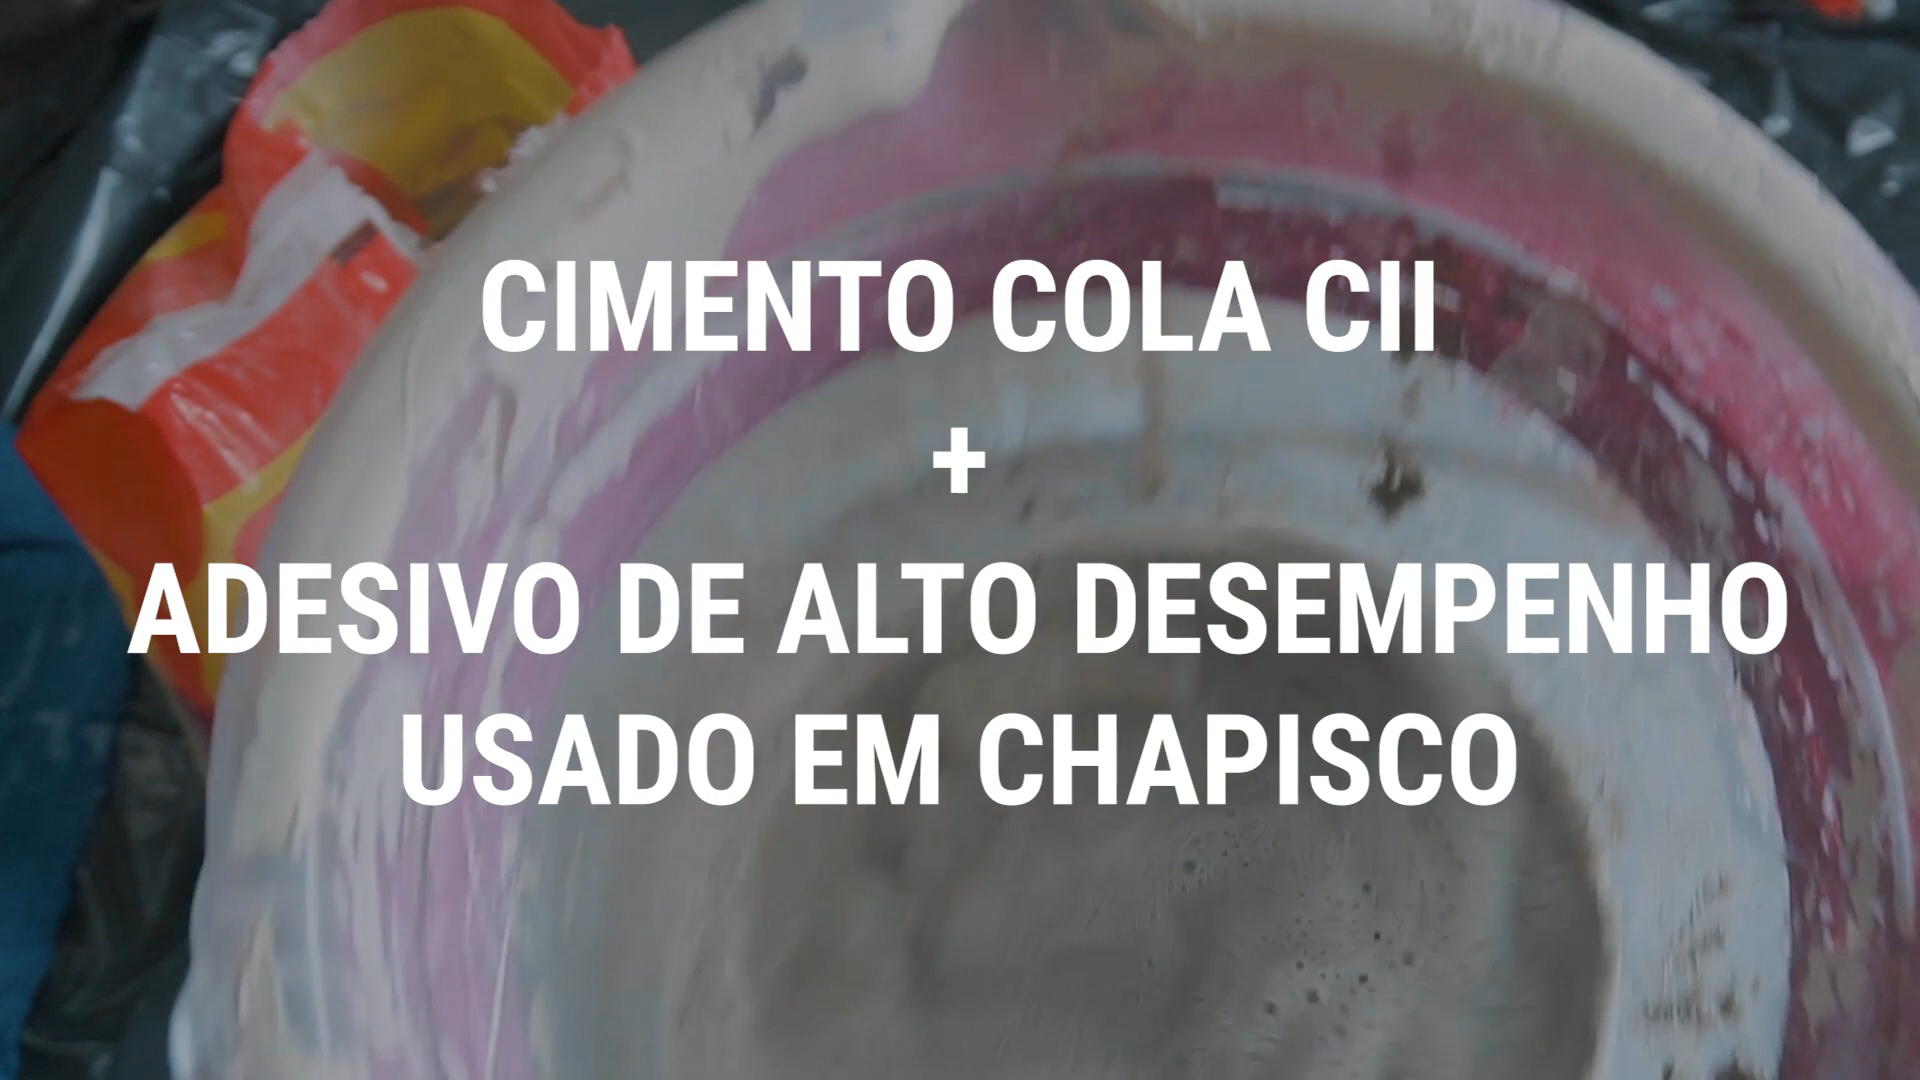 CIMENTO COLA CII
+
ADESIVO DE ALTO DESEMPENHO
USADO EM CHAPISCO